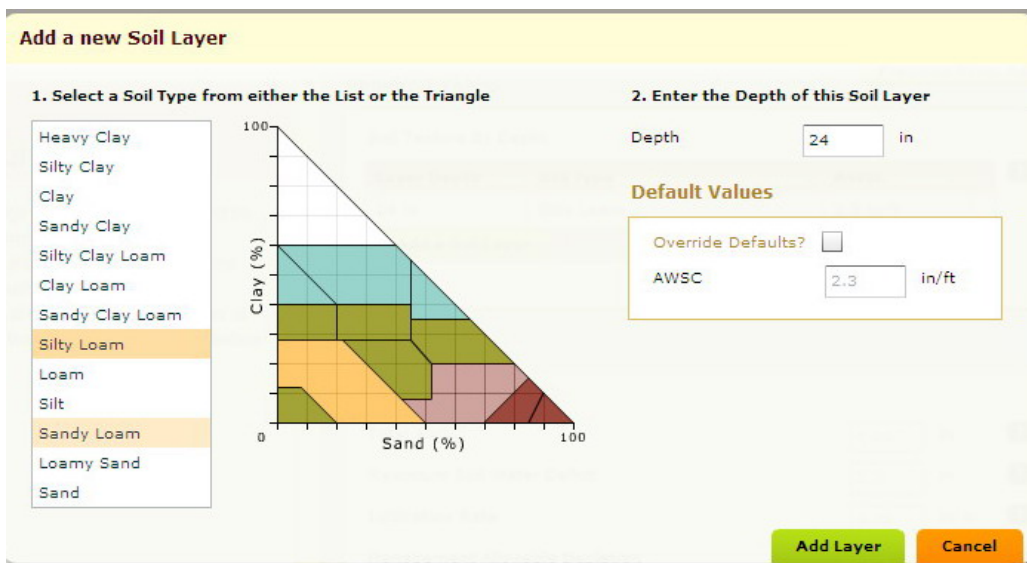 Add a new Soil Layer
1. Select a Soil Type from either the List or the Triangle
Heavy Clay
Silty Clay
Clay
Sandy Clay
Silty Clay Loam
Clay Loam
Sandy Clay Loam
Silty Loam
Loam
Silt
Sandy Loam
Loamy Sand
Sand
100
Clay (%)
0
Sand (%)
100
2. Enter the Depth of this Soil Layer
Depth 24 in
Default Values
Override Defaults?
AWSC 2.3 in/ft
Add Layer
Cancel